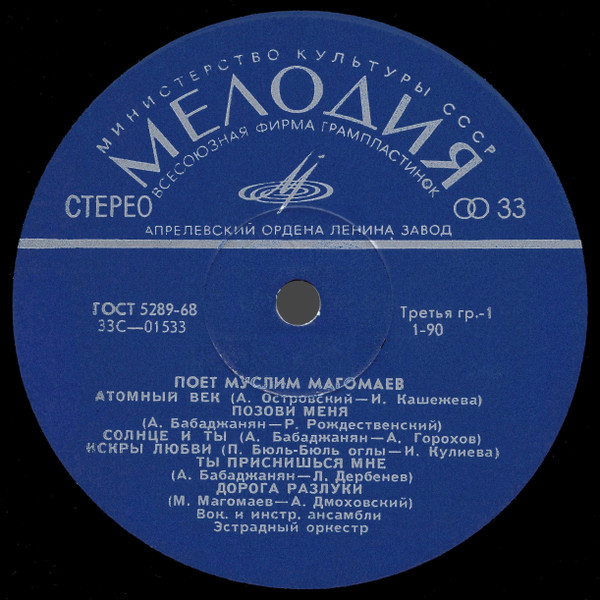 МИНИСТЕРСТВО КУЛЬТУРЫ СССР
МЕЛОДИЯ
ВСЕСОЮЗНАЯ ФИРМА ГРАМПЛАСТИНОК
СТЕРЕО
33
АПРЕЛЕВСКИЙ ОРДЕНА ЛЕНИНА ЗАВОД
ГОСТ 5289-68
33С—01533
Третья гр.-1
1-90
ПОЕТ МУСЛИМ МАГОМАЕВ
АТОМНЫЙ ВЕК (А. Островский—И. Кашежева)
ПОЗОВИ МЕНЯ
(А. Бабаджанян—Р. Рождественский)
СОЛНЦЕ И ТЫ (А. Бабаджанян—А. Горохов)
ИСКРЫ ЛЮБВИ (П. Бюль-Бюль оглы—И. Кулиева)
ТЫ ПРИСНИШЬСЯ МНЕ
(А. Бабаджанян—Л. Дербенев)
ДОРОГА РАЗЛУКИ
(М. Магомаев—А. Дмоховский)
Вок. и инстр. ансамбли
Эстрадный оркестр